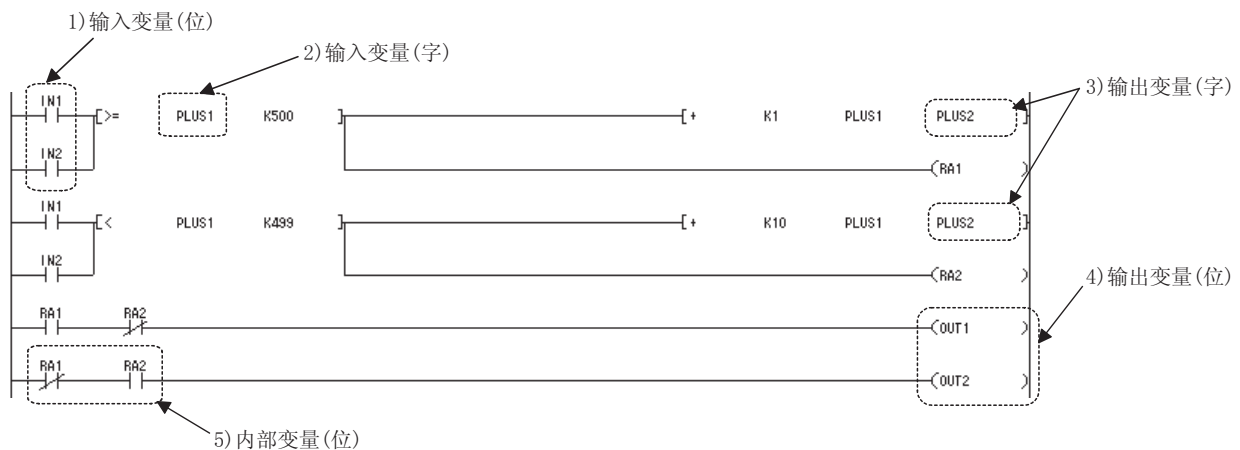 1)输入变量(位)
2)输入变量(字)
3)输出变量(字)
IN1
[>= PLUS1 K500 ] [+ K1 PLUS1 PLUS2 ]
IN2
(RA1 )
IN1
[< PLUS1 K499 ] [+ K10 PLUS1 PLUS2 ]
IN2
(RA2 )
4)输出变量(位)
RA1 RA2
(OUT1 )
RA1 RA2
(OUT2 )
5)内部变量(位)